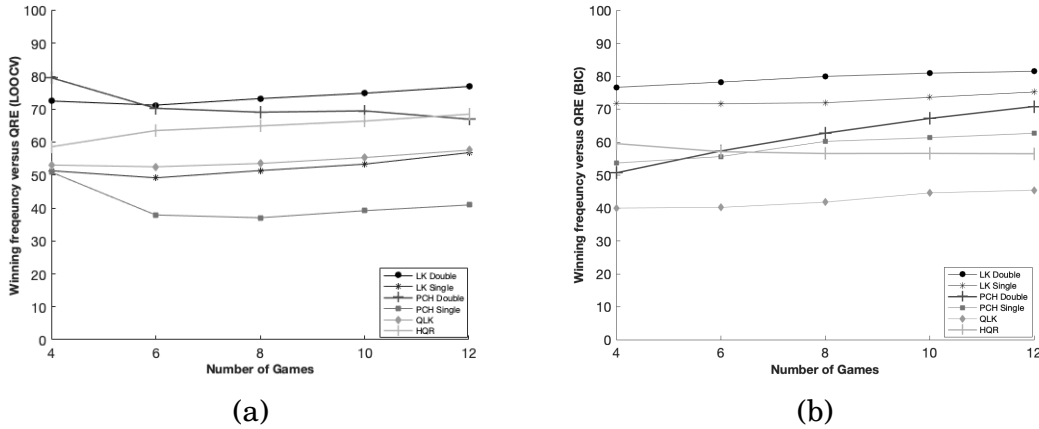 100
90
80
70
60
50
40
30
20
10
0
Winning freqeuncy versus QRE (LOOCV)
4 6 8 10 12
Number of Games
LK Double
LK Single
PCH Double
PCH Single
QLK
HQR
(a)
100
90
80
70
60
50
40
30
20
10
0
Winning freqeuncy versus QRE (BIC)
4 6 8 10 12
Number of Games
LK Double
LK Single
PCH Double
PCH Single
QLK
HQR
(b)